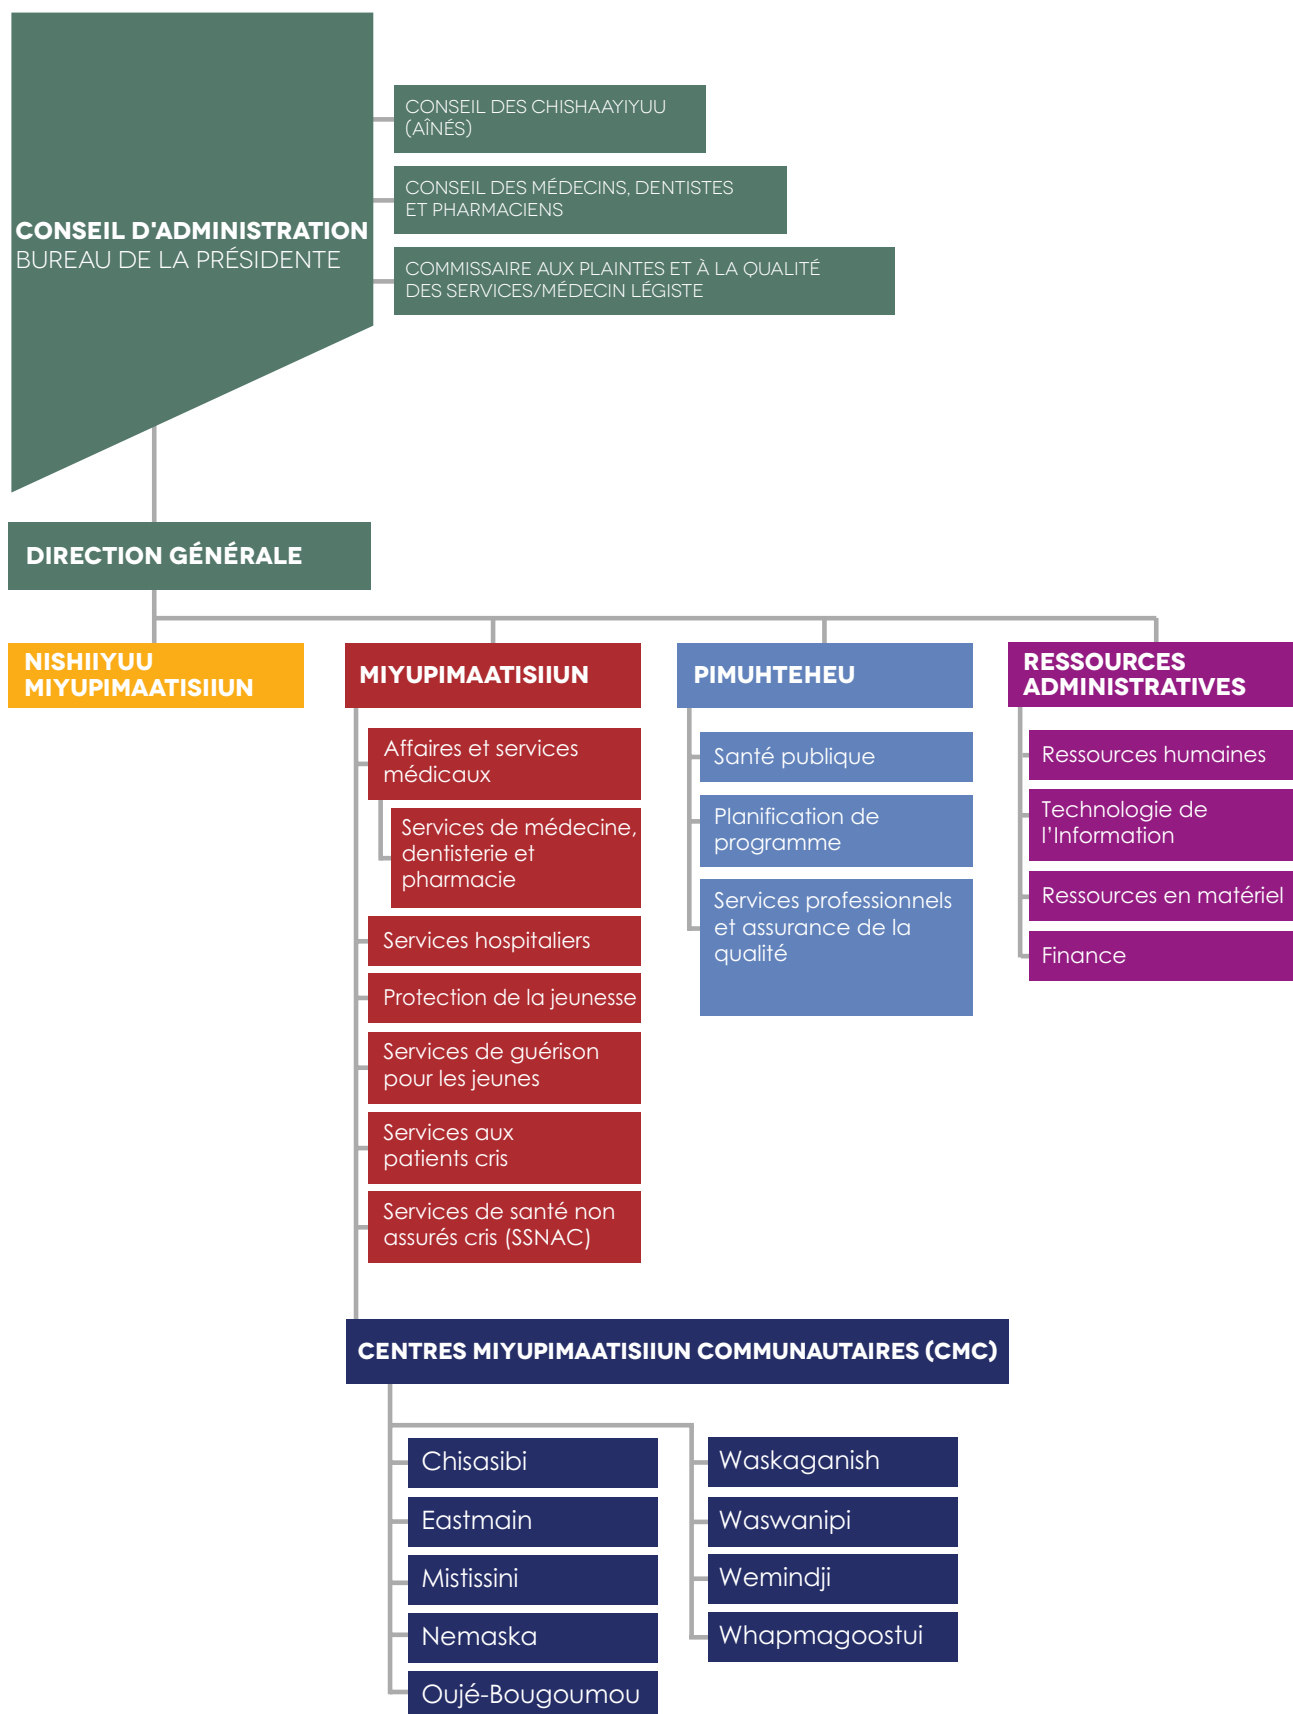 CONSEIL D'ADMINISTRATION
BUREAU DE LA PRÉSIDENTE
CONSEIL DES CHISHAAYIYUU
(AÎNÉS)
CONSEIL DES MÉDECINS, DENTISTES
ET PHARMACIENS
COMMISSAIRE AUX PLAINTES ET À LA QUALITÉ
DES SERVICES/MÉDECIN LÉGISTE
DIRECTION GÉNÉRALE
NISHIIYUU
MIYUPIMAATISIIUN
MIYUPIMAATISIIUN
Affaires et services
médicaux
Services de médecine,
dentisterie et
pharmacie
Services hospitaliers
Protection de la jeunesse
Services de guérison
pour les jeunes
Services aux
patients cris
Services de santé non
assurés cris (SSNAC)
PIMUHTEHEU
Santé publique
Planification de
programme
Services professionnels
et assurance de la
qualité
RESSOURCES
ADMINISTRATIVES
Ressources humaines
Technologie de
l'Information
Ressources en matériel
Finance
CENTRES MIYUPIMAATISIIUN COMMUNAUTAIRES (CMC)
Chisasibi
Eastmain
Mistissini
Nemaska
Oujé-Bougoumou
Waskaganish
Waswanipi
Wemindji
Whapmagoostui